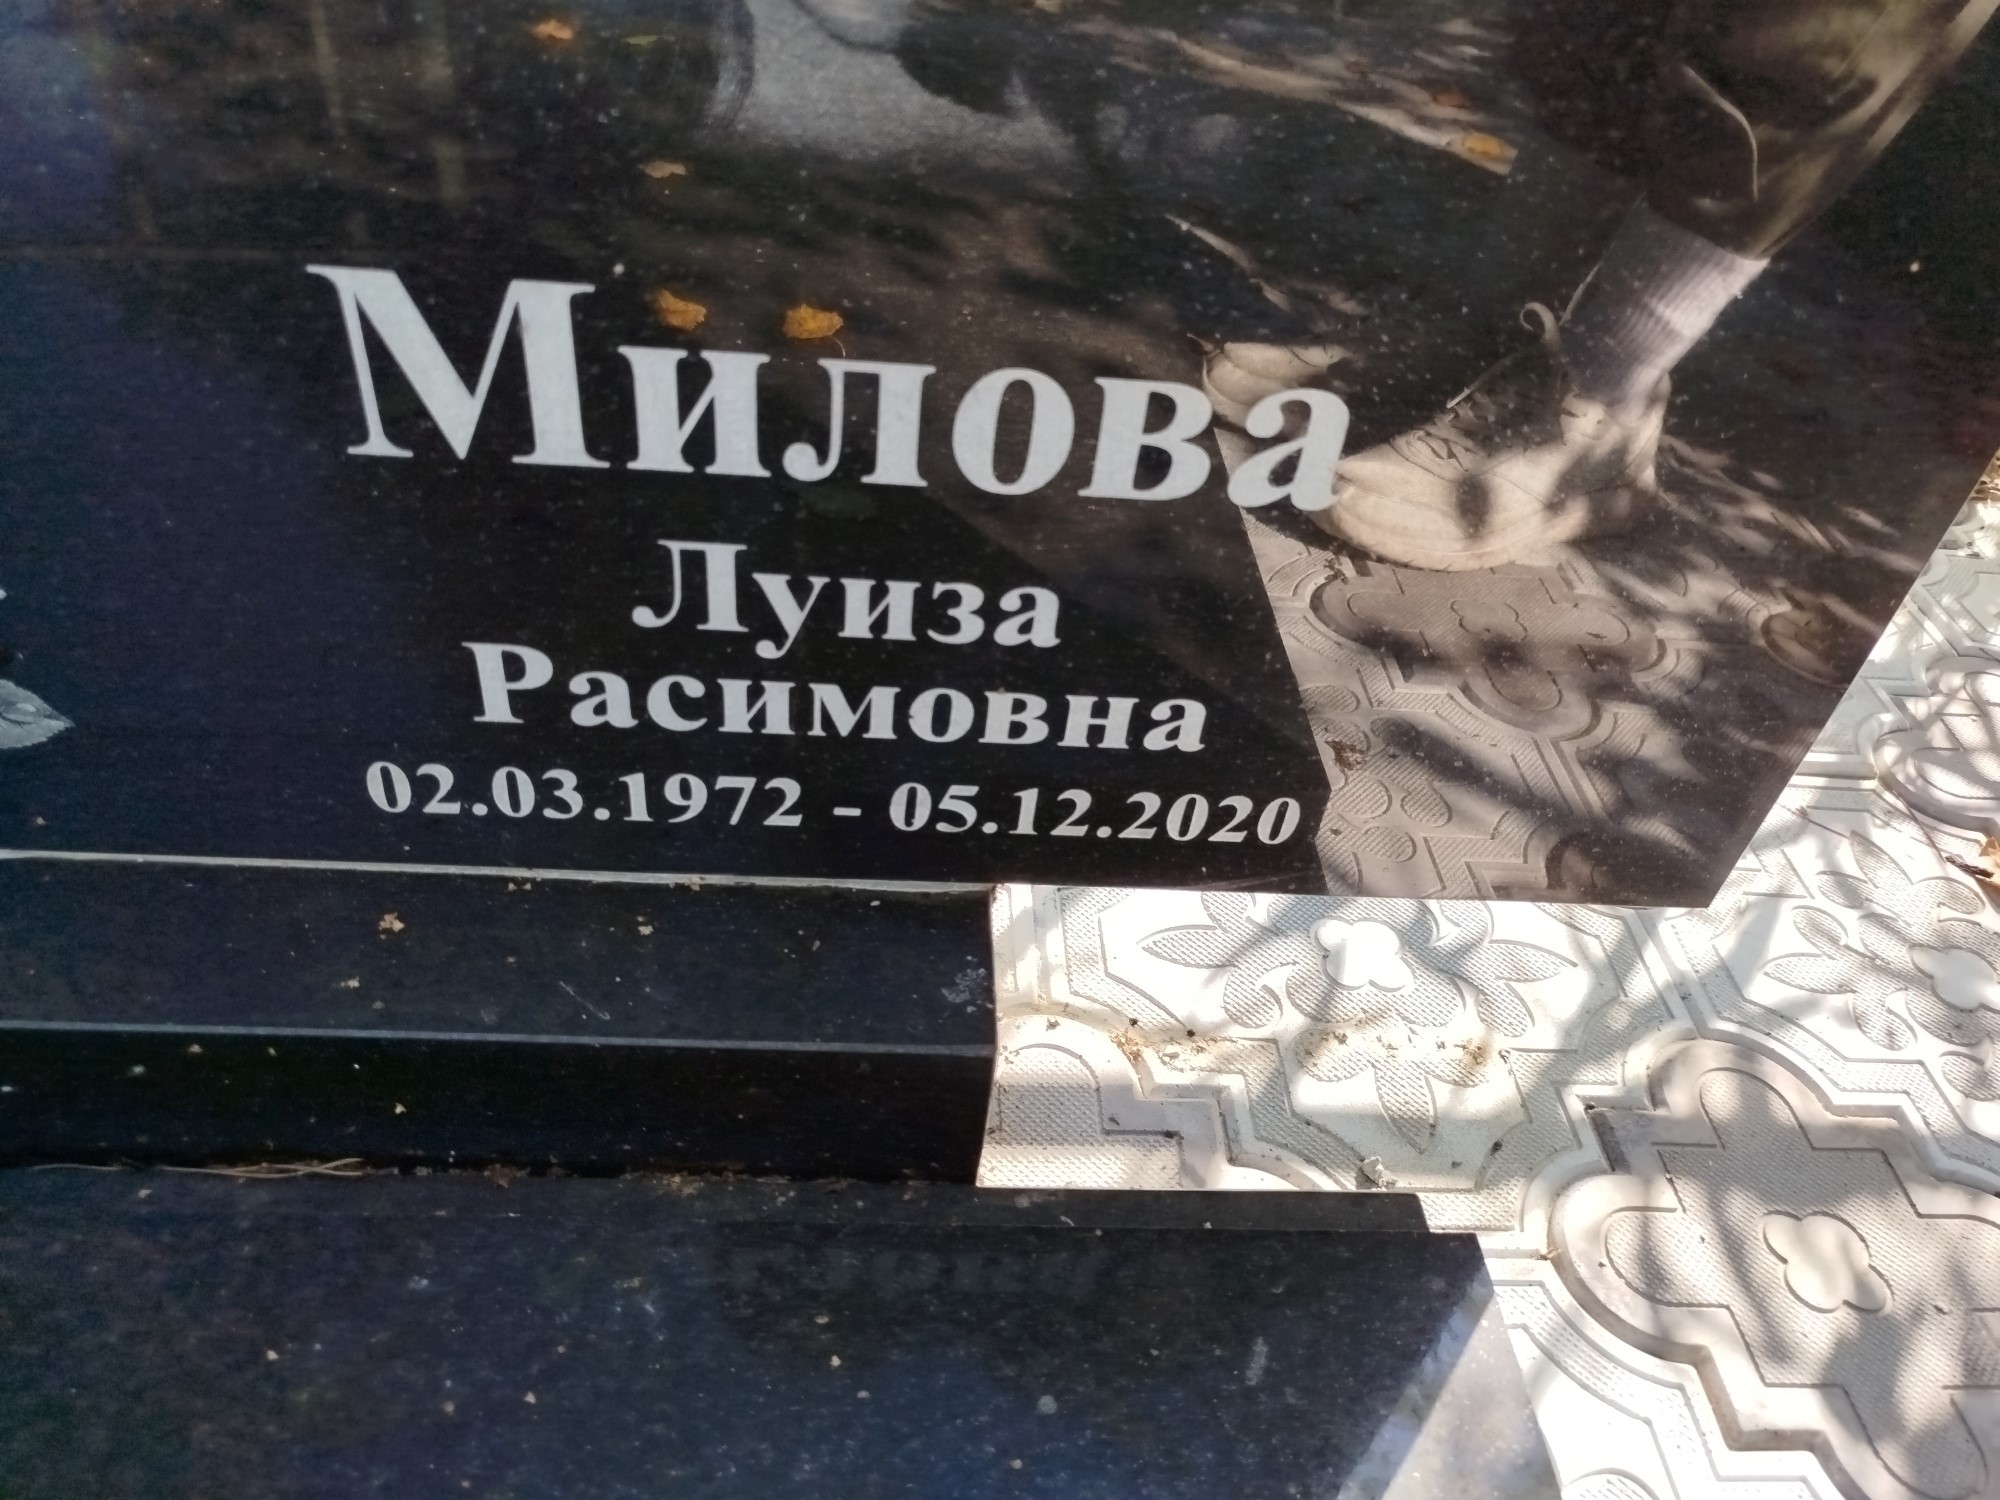 Милова
Луиза
Расимовна
02.03.1972 - 05.12.2020